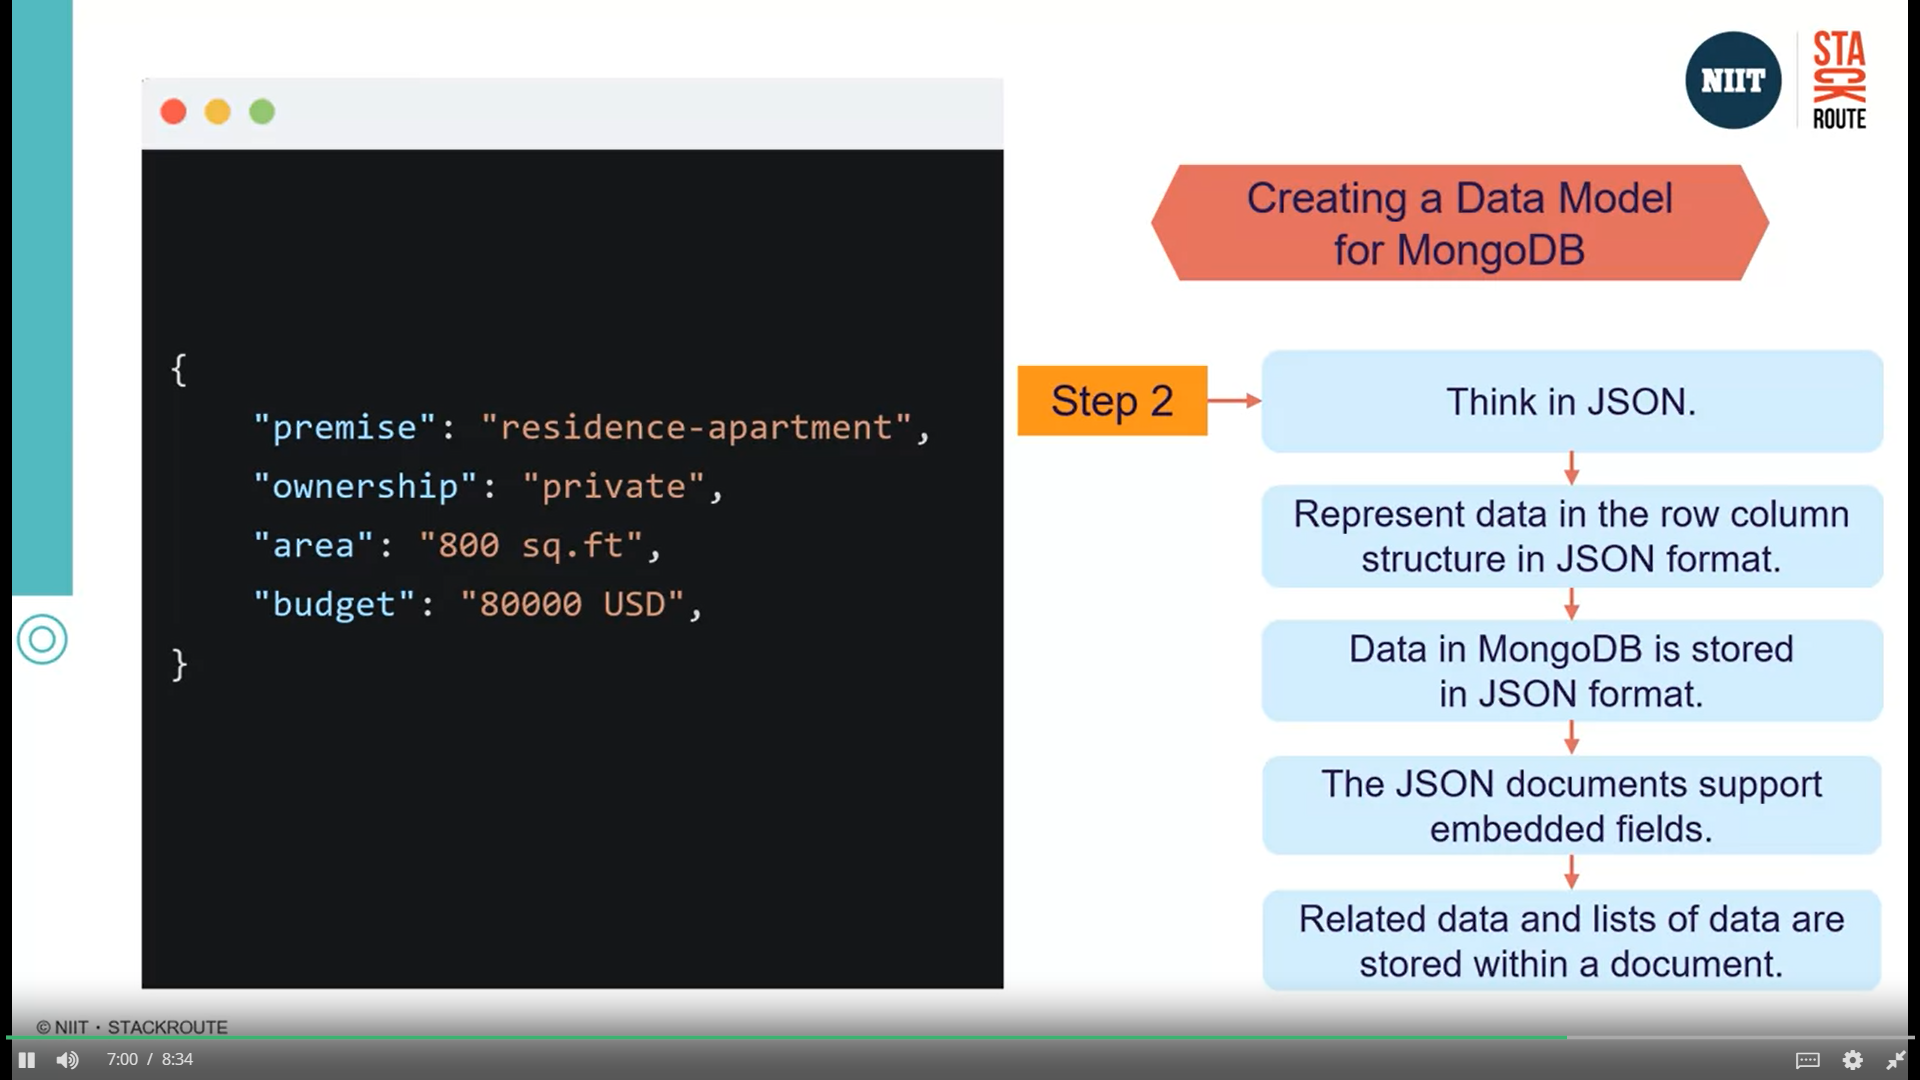 NIIT
STA
CK
ROUTE
Creating a Data Model
for MongoDB
{
"premise": "residence-apartment",
"ownership": "private",
"area": "800 sq.ft",
"budget": "80000 USD",
}
Step 2
Think in JSON.
Represent data in the row column
structure in JSON format.
Data in MongoDB is stored
in JSON format.
The JSON documents support
embedded fields.
Related data and lists of data are
stored within a document.
© NIIT · STACKROUTE
7:00 / 8:34